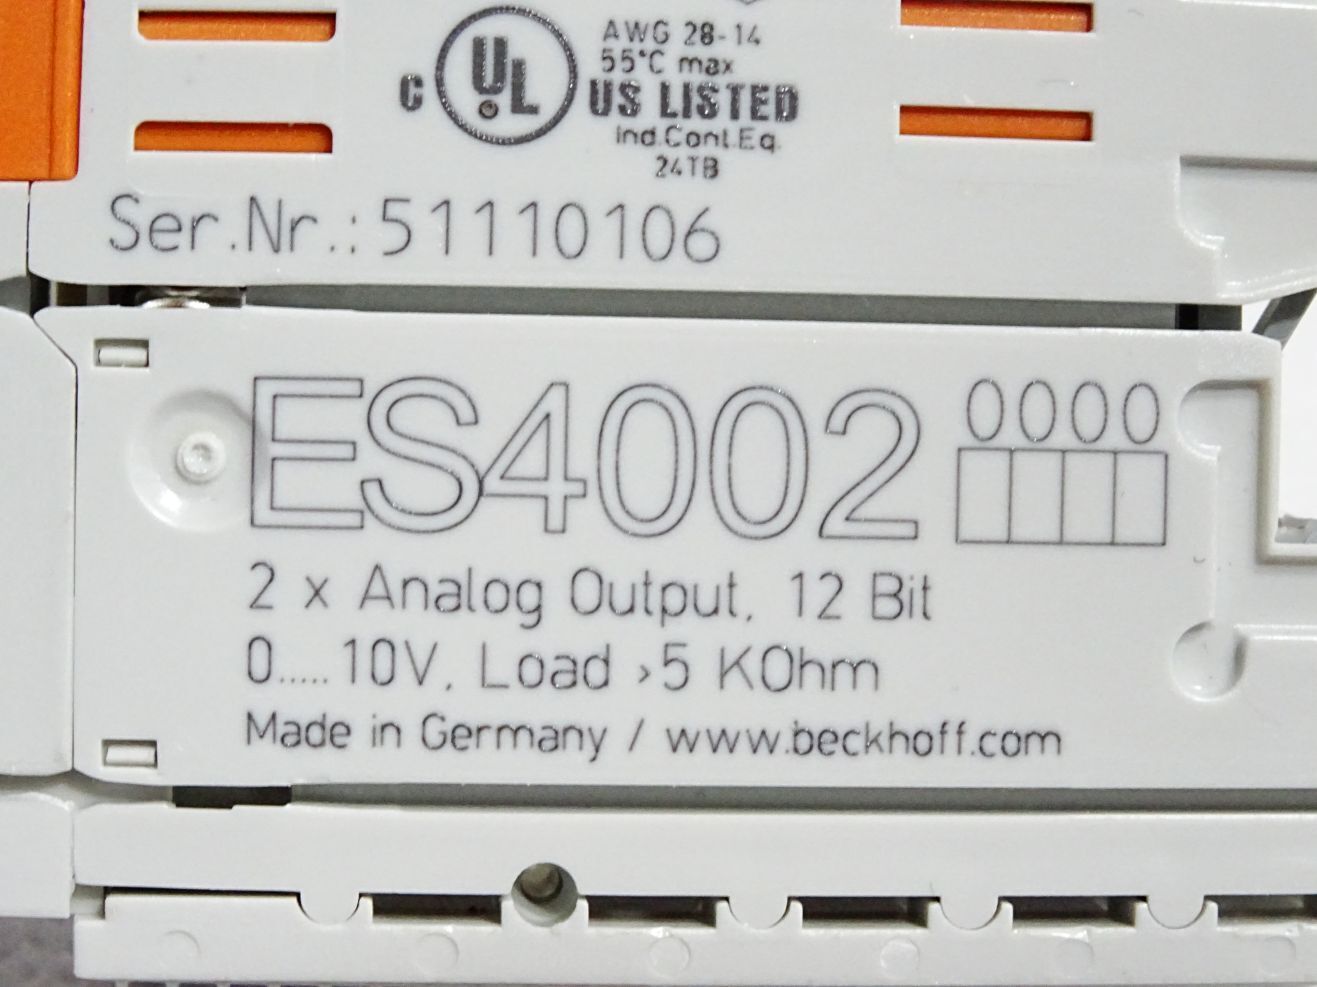 AWG 28-14
55°C max
C UL US LISTED
Ind.Cont.Eq.
24TB
Ser.Nr.:51110106
ES4002 0000
2 x Analog Output, 12 Bit
0.....10V, Load >5 KOhm
Made in Germany / www.beckhoff.com